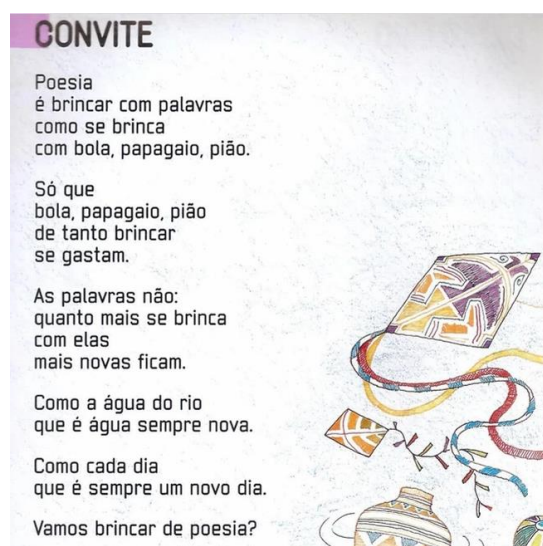 CONVITE
Poesia
é brincar com palavras
como se brinca
com bola, papagaio, pião.
Só que
bola, papagaio, pião
de tanto brincar
se gastam.
As palavras não:
quanto mais se brinca
com elas
mais novas ficam.
Como a água do rio
que é água sempre nova.
Como cada dia
que é sempre um novo dia.
Vamos brincar de poesia?